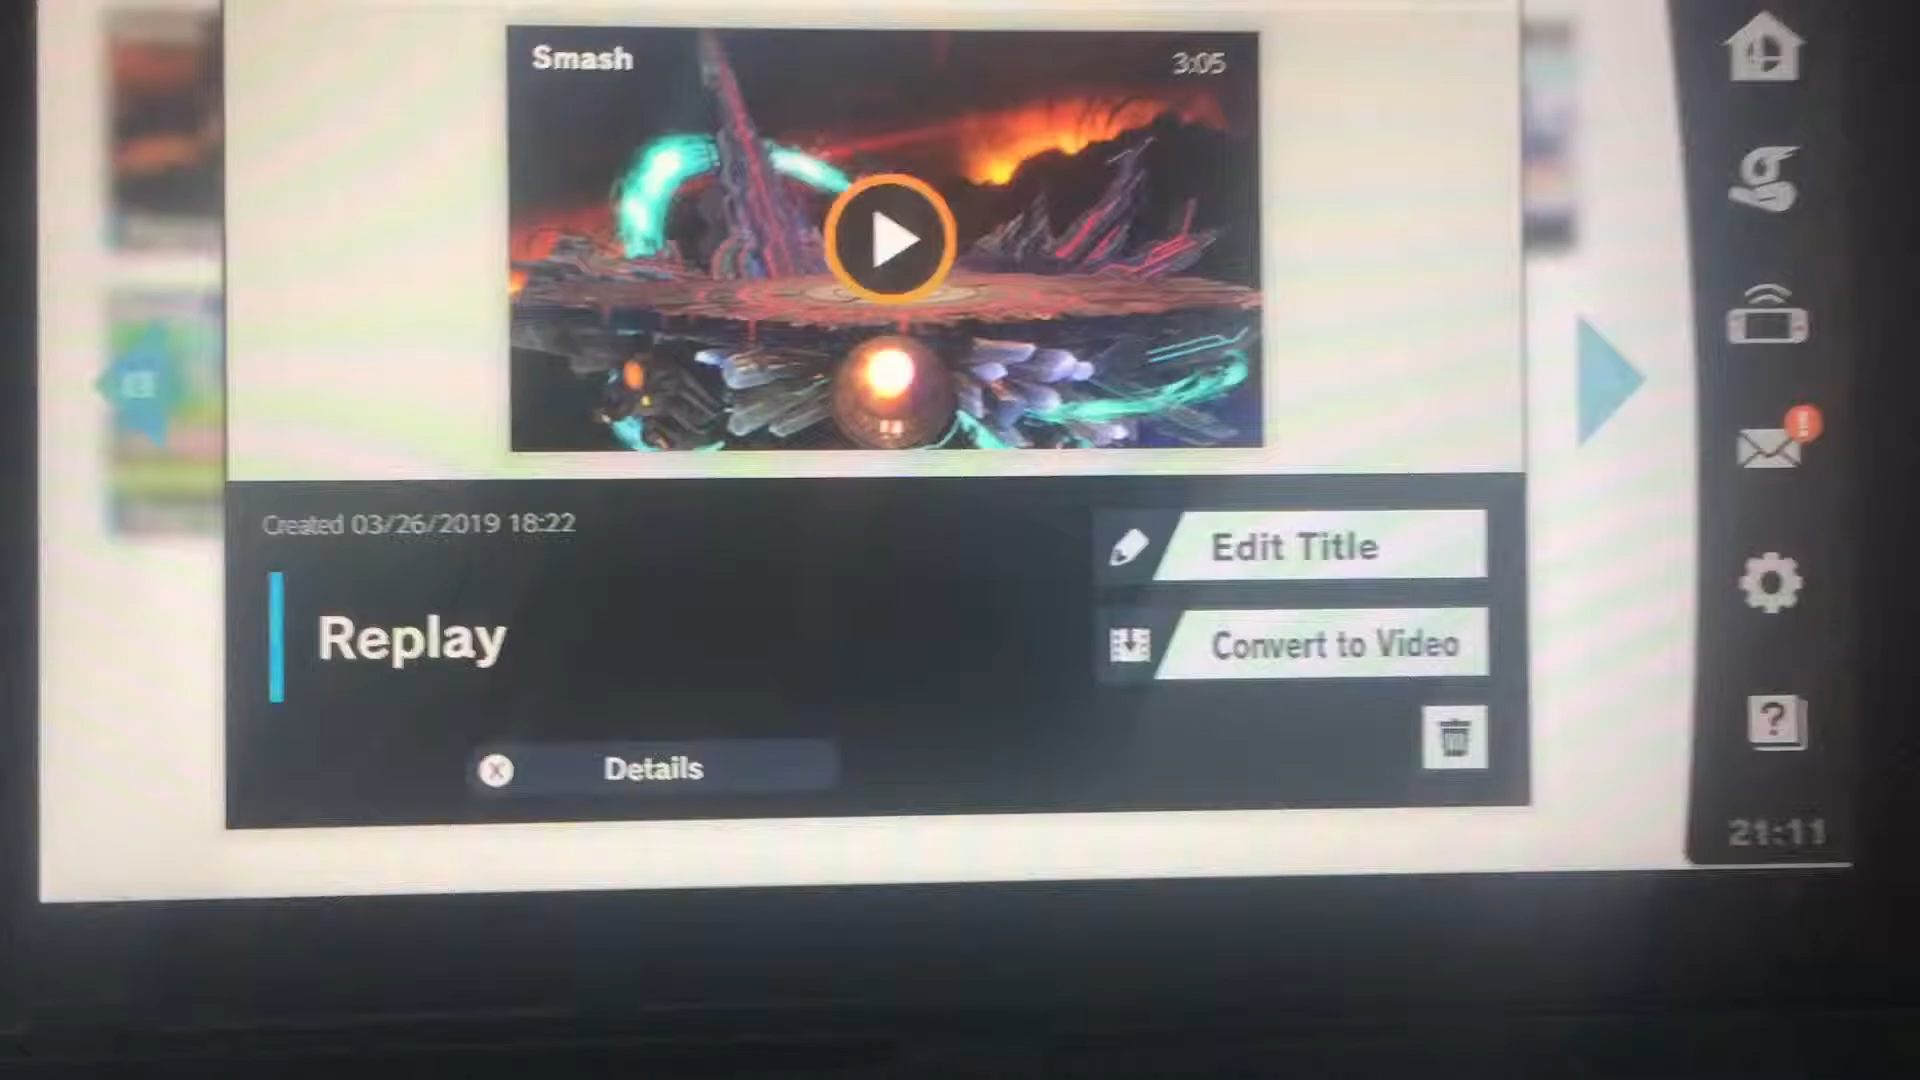 Smash
3:05
Created 03/26/2019 18:22
Edit Title
Replay
Convert to Video
X
Details
?
21:11